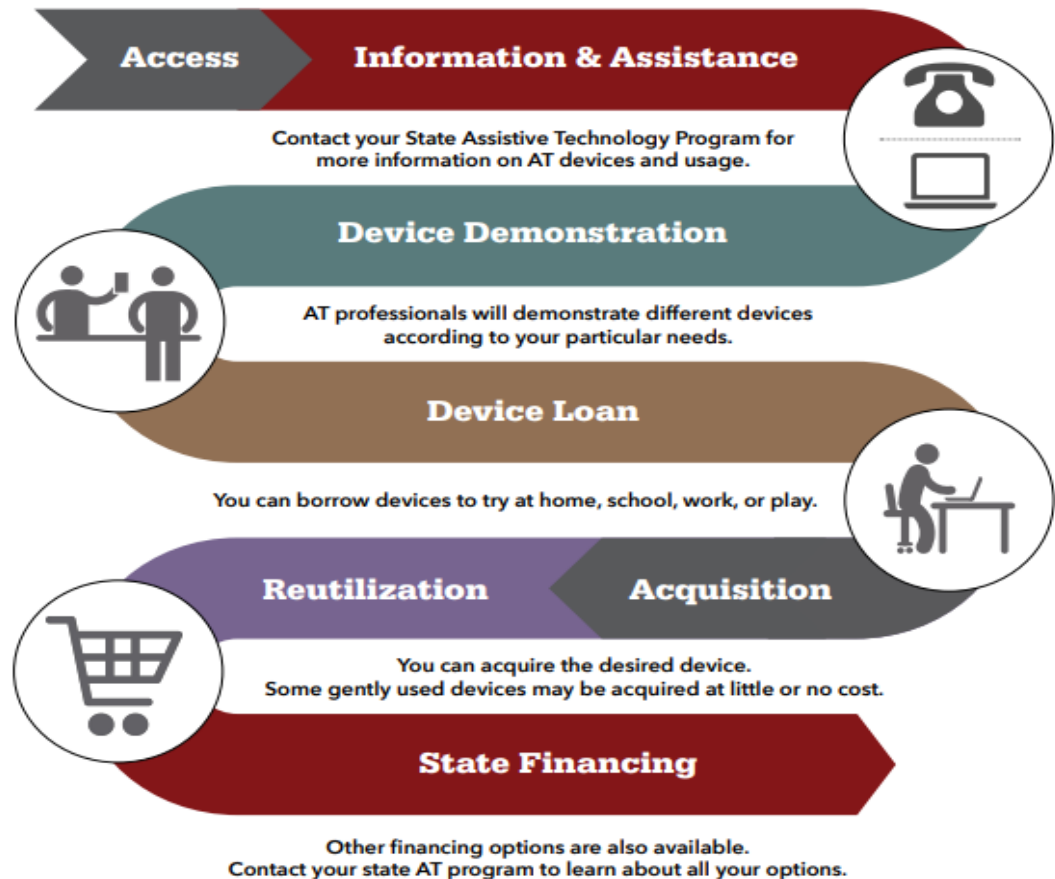 Access
Information & Assistance
Contact your State Assistive Technology Program for
more information on AT devices and usage.
Device Demonstration
AT professionals will demonstrate different devices
according to your particular needs.
Device Loan
You can borrow devices to try at home, school, work, or play.
Acquisition
Reutilization
You can acquire the desired device.
Some gently used devices may be acquired at little or no cost.
State Financing
Other financing options are also available.
Contact your state AT program to learn about all your options.